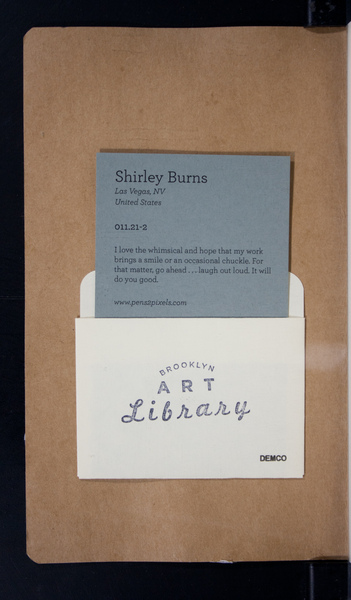 Shirley Burns
Las Vegas, NV
United States
011.21-2
I love the whimsical and hope that my work
brings a smile or an occasional chuckle. For
that matter, go ahead . . . laugh out loud. It will
do you good.
www.pens2pixels.com
BROOKLYN
ART
Library
DEMCO